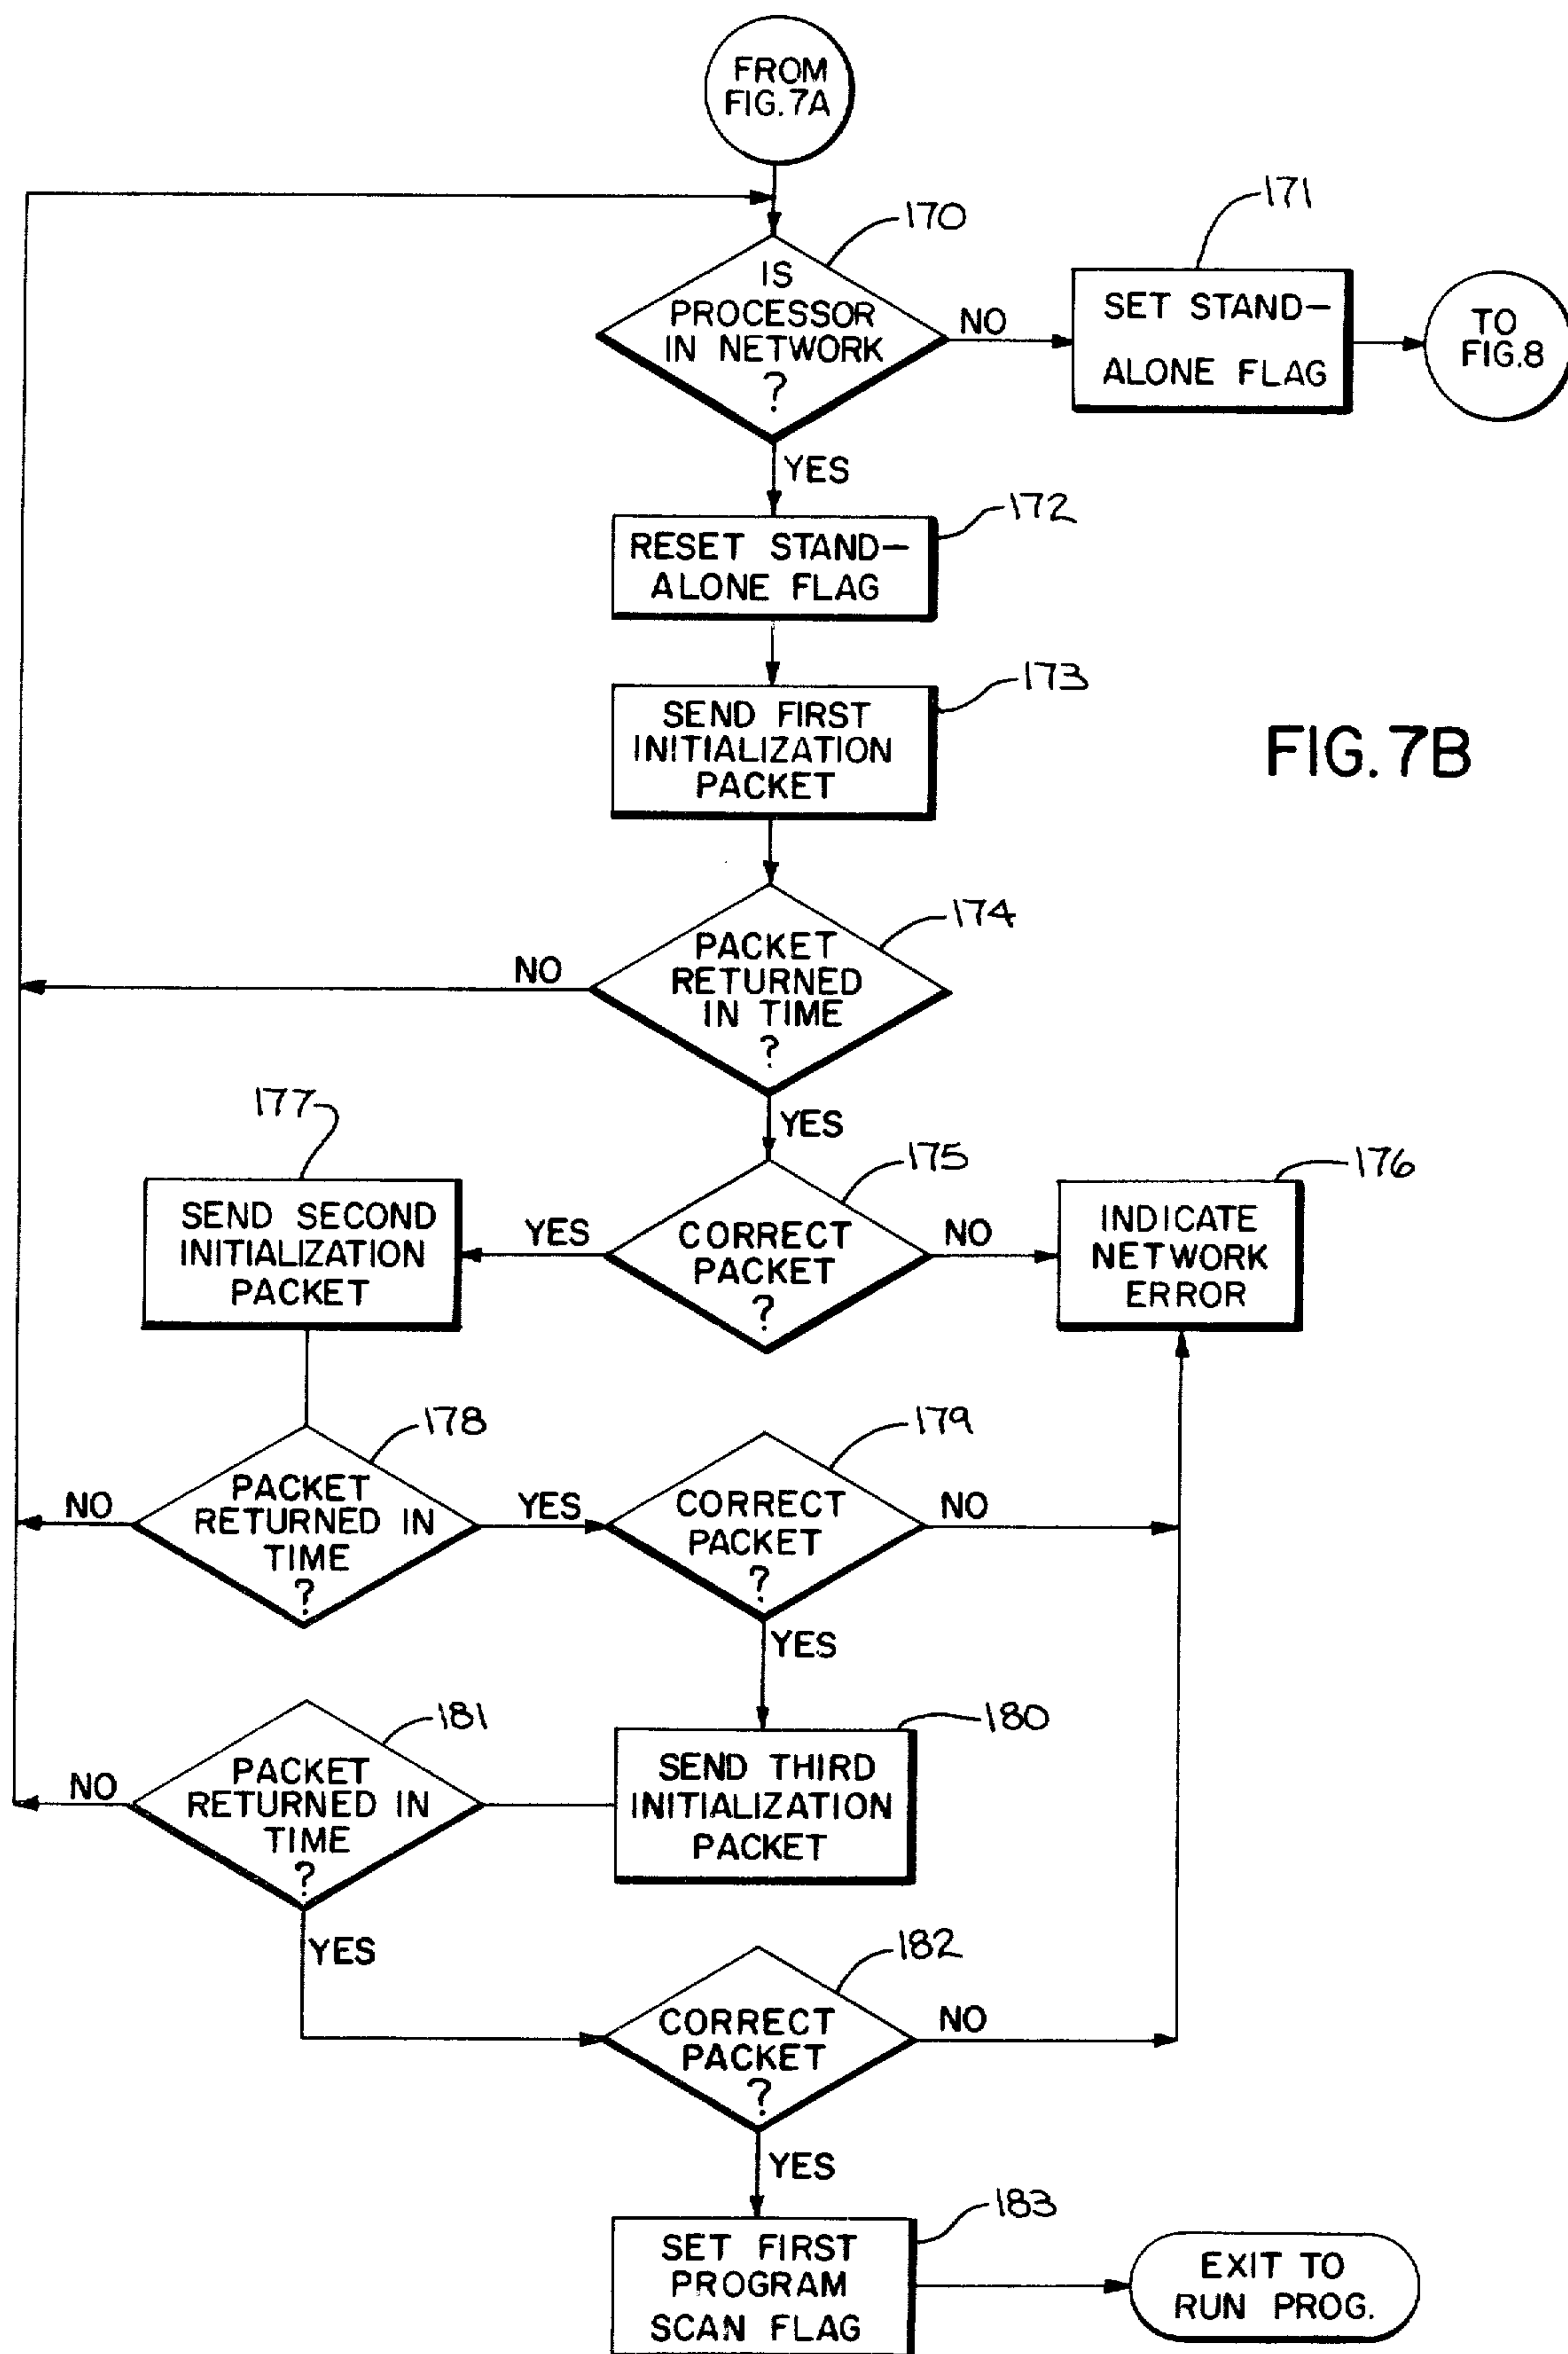 FROM
FIG. 7A
170
IS
PROCESSOR
IN NETWORK
?
NO
171
SET STAND-
ALONE FLAG
TO
FIG. 8
YES
172
RESET STAND-
ALONE FLAG
173
SEND FIRST
INITIALIZATION
PACKET
FIG. 7B
174
PACKET
RETURNED
IN TIME
?
NO
YES
177
SEND SECOND
INITIALIZATION
PACKET
YES
175
CORRECT
PACKET
?
NO
176
INDICATE
NETWORK
ERROR
178
PACKET
RETURNED IN
TIME
?
NO
YES
179
CORRECT
PACKET
?
NO
YES
181
PACKET
RETURNED IN
TIME
?
NO
180
SEND THIRD
INITIALIZATION
PACKET
YES
182
CORRECT
PACKET
?
NO
YES
183
SET FIRST
PROGRAM
SCAN FLAG
EXIT TO
RUN PROG.